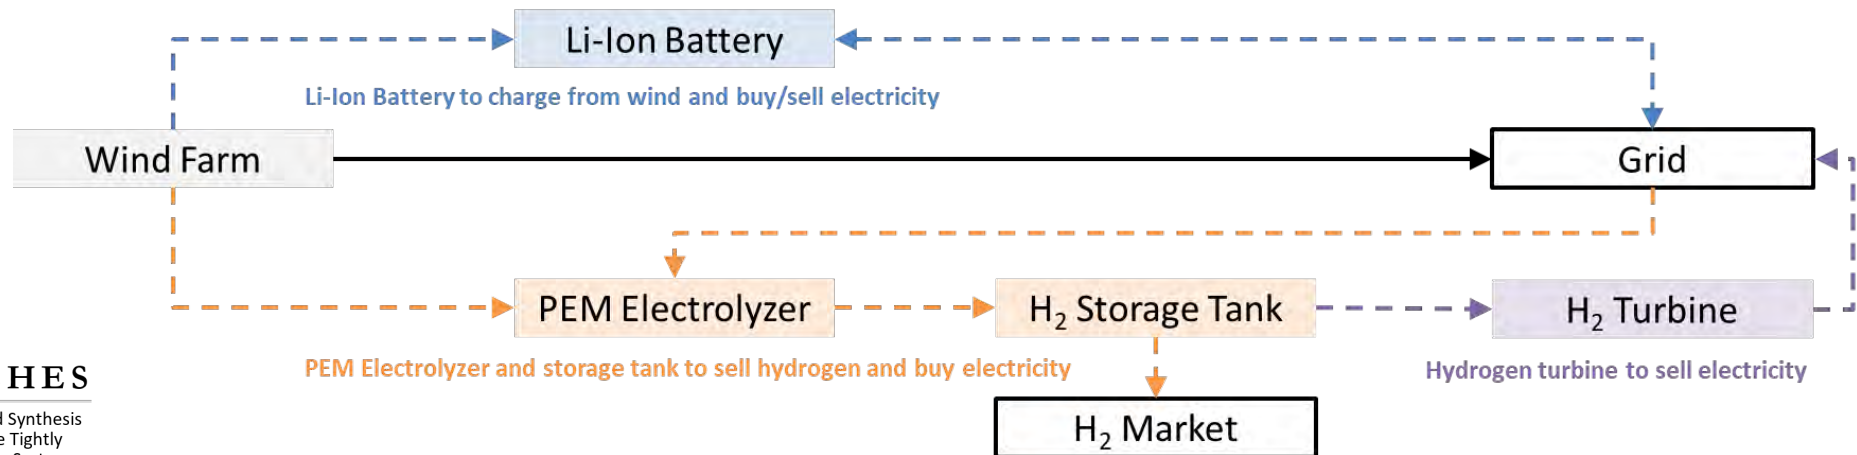 Li-Ion Battery
Li-Ion Battery to charge from wind and buy/sell electricity
Wind Farm
Grid
PEM Electrolyzer
H₂ Storage Tank
H₂ Turbine
PEM Electrolyzer and storage tank to sell hydrogen and buy electricity
Hydrogen turbine to sell electricity
H₂ Market
HES
Synthesis
Tightly